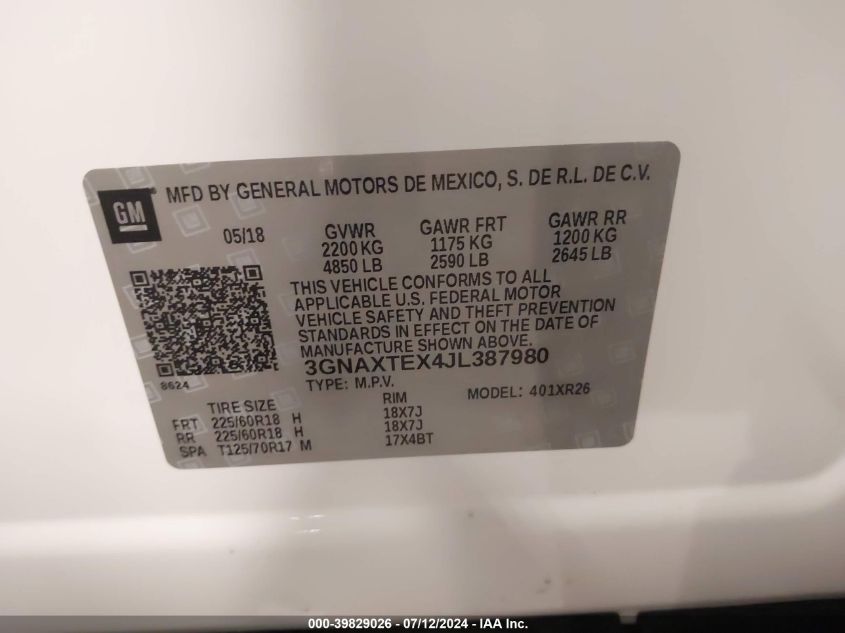 GM
MFD BY GENERAL MOTORS DE MEXICO, S. DE R.L. DE C.V.
05/18 GVWR GAWR FRT GAWR RR
2200 KG 1175 KG 1200 KG
4850 LB 2590 LB 2645 LB
THIS VEHICLE CONFORMS TO ALL
APPLICABLE U.S. FEDERAL MOTOR
VEHICLE SAFETY AND THEFT PREVENTION
STANDARDS IN EFFECT ON THE DATE OF
MANUFACTURE SHOWN ABOVE.
3GNAXTEX4JL387980
8624
TYPE: M.P.V. MODEL: 401XR26
TIRE SIZE RIM
FRT 225/60R18 H 18X7J
RR 225/60R18 H 18X7J
SPA T125/70R17 M 17X4BT
000-39829026 - 07/12/2024 - IAA Inc.